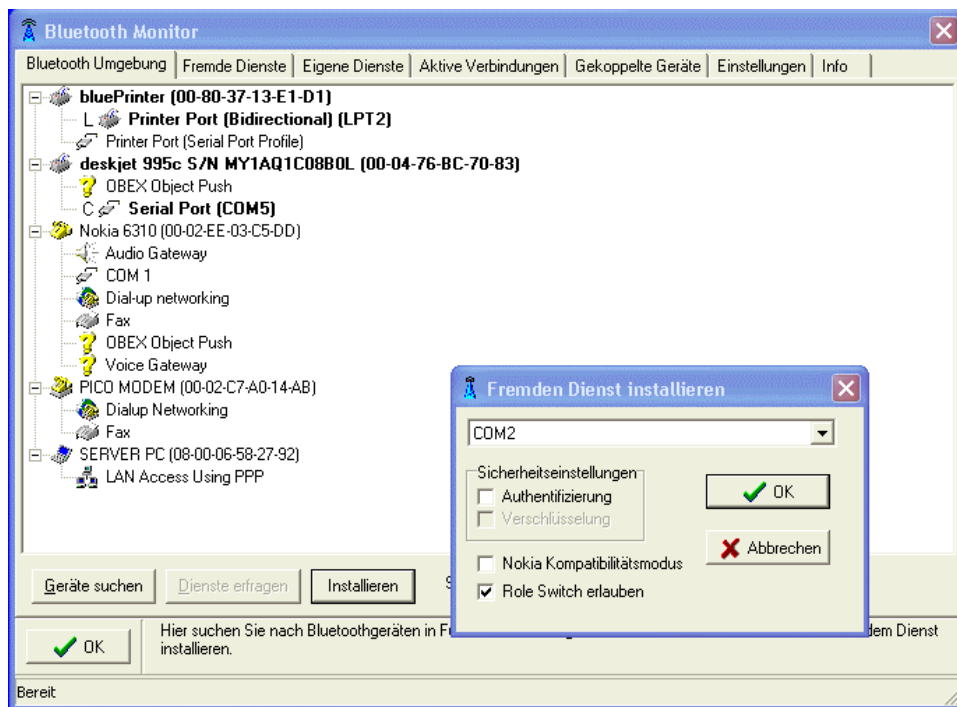 Bluetooth Monitor
Bluetooth Umgebung Fremde Dienste Eigene Dienste Aktive Verbindungen Gekoppelte Geräte Einstellungen Info
bluePrinter (00-80-37-13-E1-D1)
L Printer Port (Bidirectional) (LPT2)
Printer Port (Serial Port Profile)
deskjet 995c S/N MY1AQ1C08B0L (00-04-76-BC-70-83)
OBEX Object Push
C Serial Port (COM5)
Nokia 6310 (00-02-EE-03-C5-DD)
Audio Gateway
COM 1
Dial-up networking
Fax
OBEX Object Push
Voice Gateway
PICO MODEM (00-02-C7-A0-14-AB)
Dialup Networking
Fax
SERVER PC (08-00-06-58-27-92)
LAN Access Using PPP
Fremden Dienst installieren
COM2
Sicherheitseinstellungen
Authentifizierung
Verschlüsselung
OK
Abbrechen
Nokia Kompatibilitätsmodus
Role Switch erlauben
Geräte suchen Dienste erfragen Installieren
OK
Hier suchen Sie nach Bluetoothgeräten in dem Dienst
installieren.
Bereit